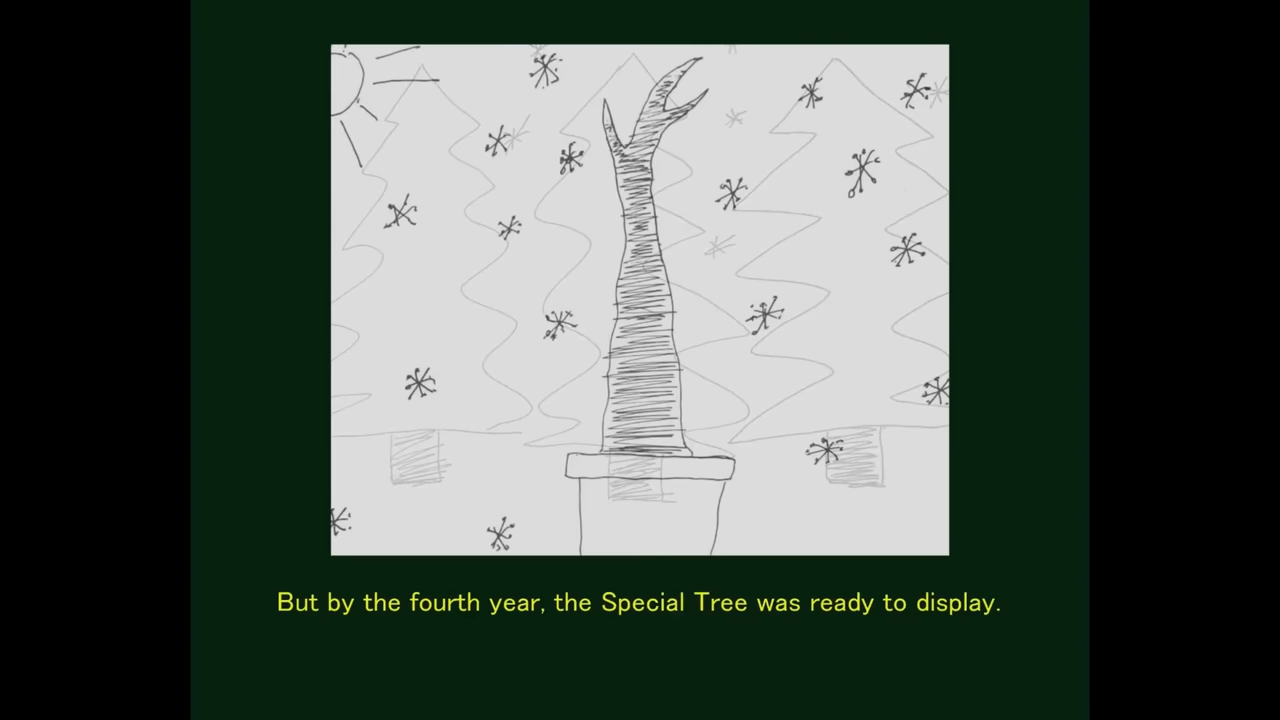 But by the fourth year, the Special Tree was ready to display.